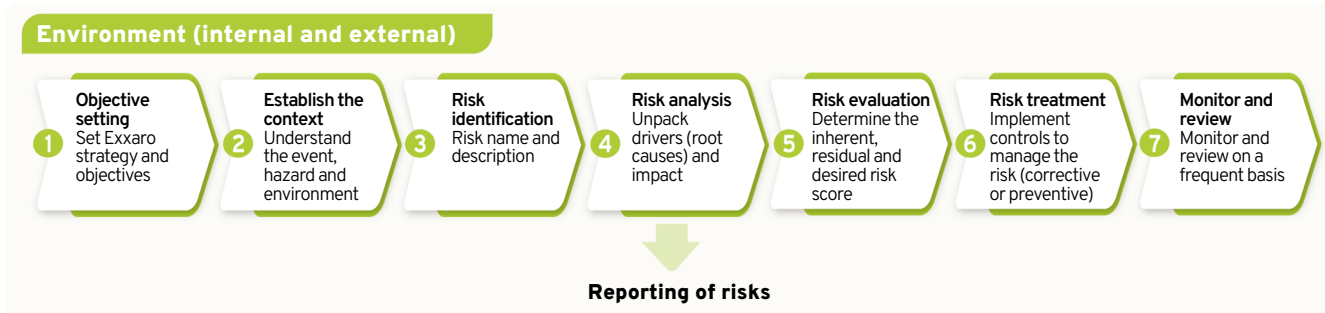 Environment (internal and external)
1
Objective
setting
Set Exxaro
strategy and
objectives
2
Establish the
context
Understand
the event,
hazard and
environment
3
Risk
identification
Risk name and
description
4
Risk analysis
Unpack
drivers (root
causes) and
impact
5
Risk evaluation
Determine the
inherent,
residual and
desired risk
score
6
Risk treatment
Implement
controls to
manage the
risk (corrective
or preventive)
7
Monitor and
review
Monitor and
review on a
frequent basis
Reporting of risks